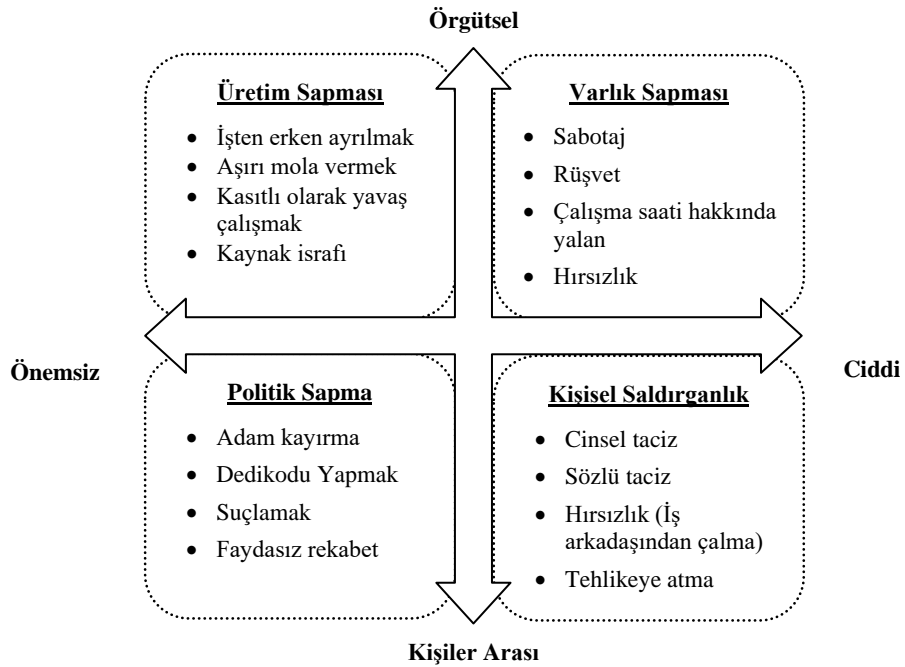 Örgütsel
Üretim Sapması
• İşten erken ayrılmak
• Aşırı mola vermek
• Kasıtlı olarak yavaş
çalışmak
• Kaynak israfı
Varlık Sapması
• Sabotaj
• Rüşvet
• Çalışma saati hakkında
yalan
• Hırsızlık
Önemsiz
Ciddi
Politik Sapma
• Adam kayırma
• Dedikodu Yapmak
• Suçlamak
• Faydasız rekabet
Kişisel Saldırganlık
• Cinsel taciz
• Sözlü taciz
• Hırsızlık (İş
arkadaşından çalma)
• Tehlikeye atma
Kişiler Arası